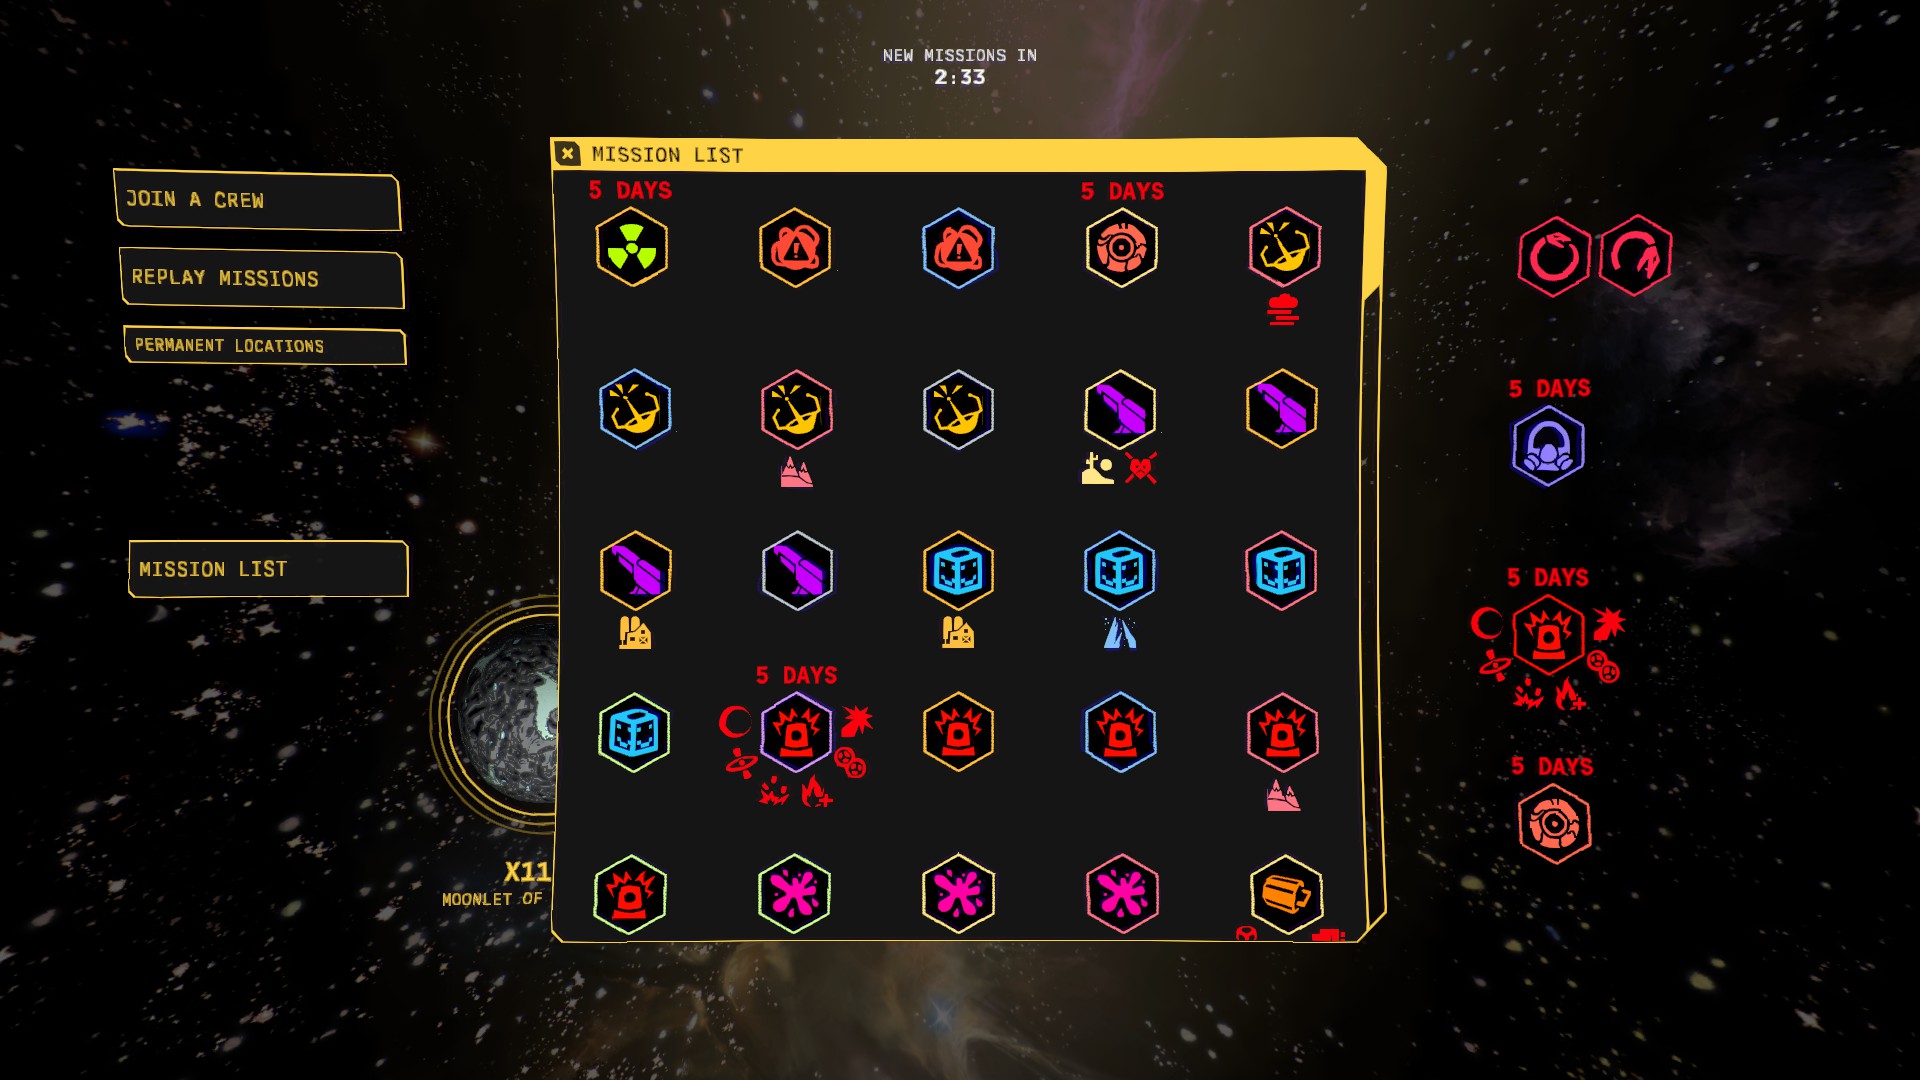 NEW MISSIONS IN
2:33
MISSION LIST
JOIN A CREW
REPLAY MISSIONS
PERMANENT LOCATIONS
MISSION LIST
5 DAYS
5 DAYS
5 DAYS
5 DAYS
5 DAYS
5 DAYS
X11
MOONLET OF